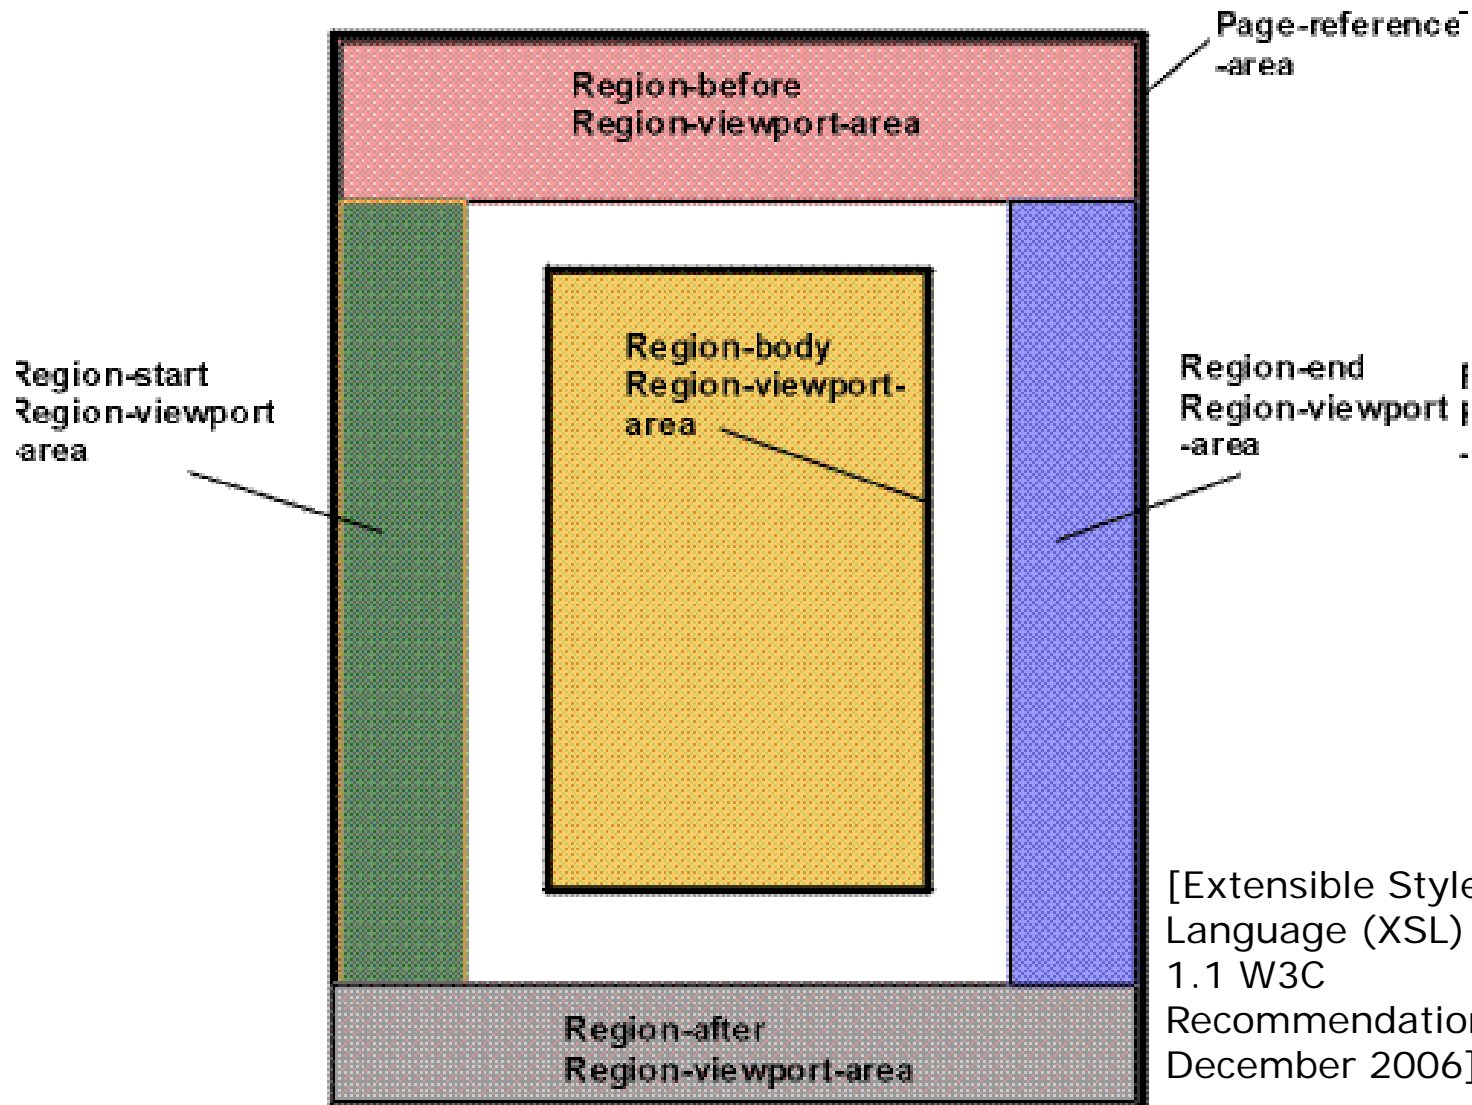 Page-reference
-area
Region-before
Region-viewport-area
Region-start
Region-viewport
-area
Region-body
Region-viewport-
area
Region-end
Region-viewport
-area
[Extensible Style
Language (XSL)
1.1 W3C
Recommendation
December 2006]
Region-after
Region-viewport-area